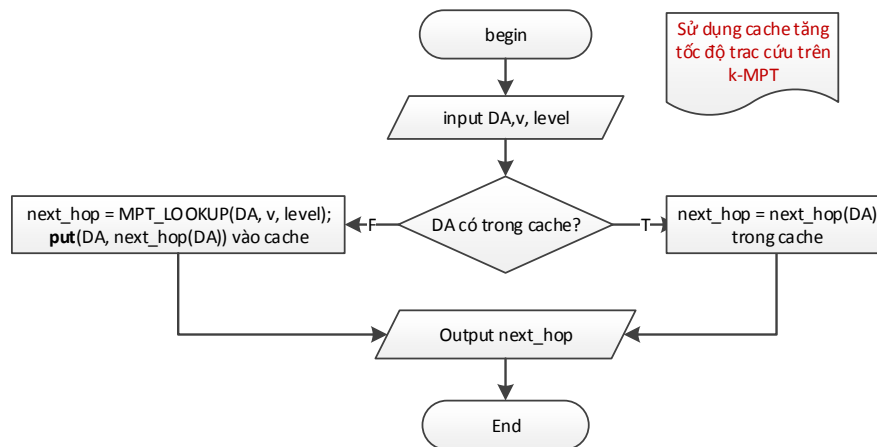 begin
Sử dụng cache tăng
tốc độ trac cứu trên
k-MPT
input DA,v, level
next_hop = MPT_LOOKUP(DA, v, level);
put(DA, next_hop(DA)) vào cache
F
DA có trong cache?
T
next_hop = next_hop(DA)
trong cache
Output next_hop
End